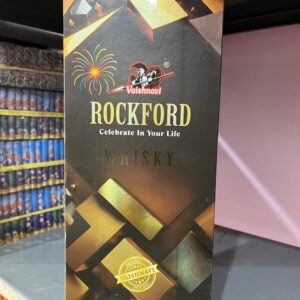 Vaishnavi
®
ROCKFORD
Celebrate In Your Life
WHISKY
VAISHNAVI